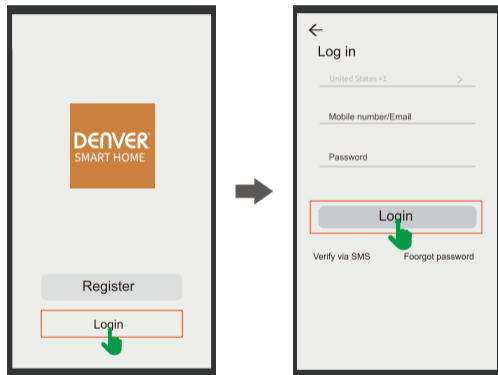 DENVER
SMART HOME
Register
Login
Log in
United States +1
Mobile number/Email
Password
Login
Verify via SMS
Foorgot password